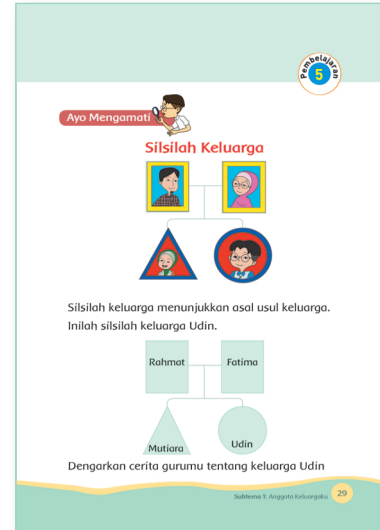 Pembelajaran
5
Ayo Mengamati
Silsilah Keluarga
Silsilah keluarga menunjukkan asal usul keluarga.
Inilah silsilah keluarga Udin.
Rahmat Fatima
Mutiara Udin
Dengarkan cerita gurumu tentang keluarga Udin
Subtema 1: Anggota Keluargaku 29